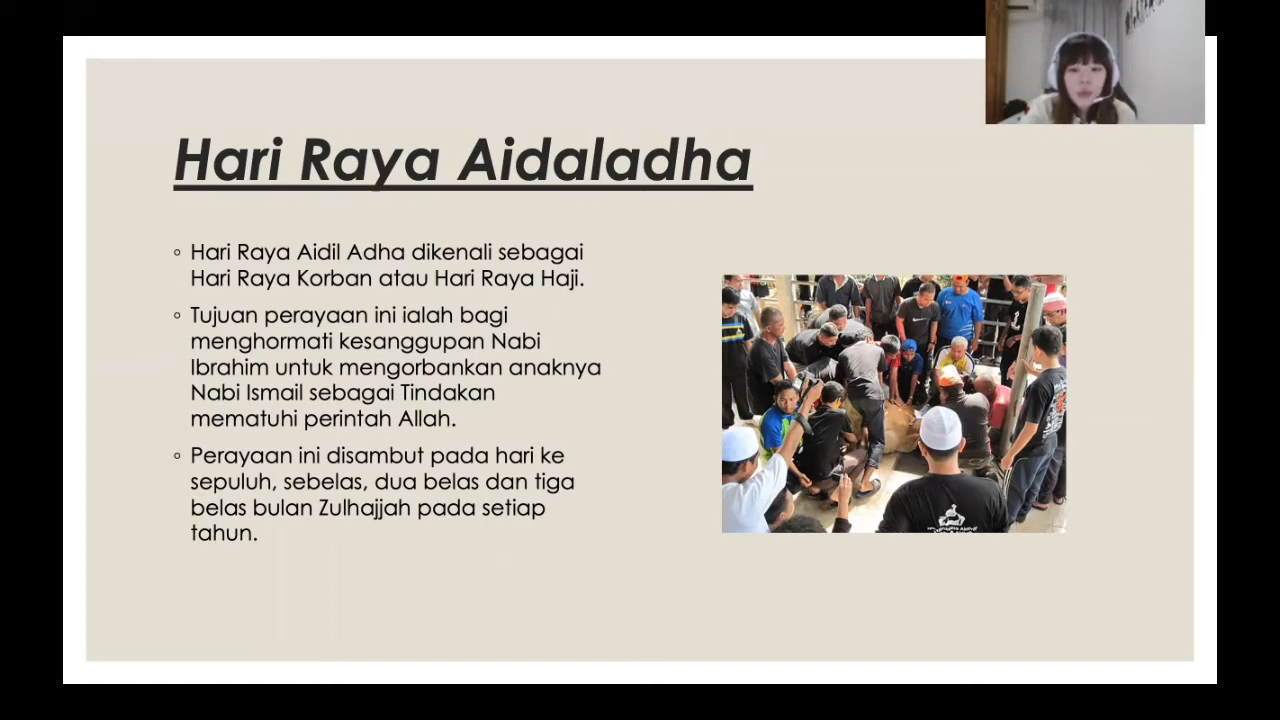 Hari Raya Aidaladha
◦ Hari Raya Aidil Adha dikenali sebagai
Hari Raya Korban atau Hari Raya Haji.
◦ Tujuan perayaan ini ialah bagi
menghormati kesanggupan Nabi
Ibrahim untuk mengorbankan anaknya
Nabi Ismail sebagai Tindakan
mematuhi perintah Allah.
◦ Perayaan ini disambut pada hari ke
sepuluh, sebelas, dua belas dan tiga
belas bulan Zulhajjah pada setiap
tahun.